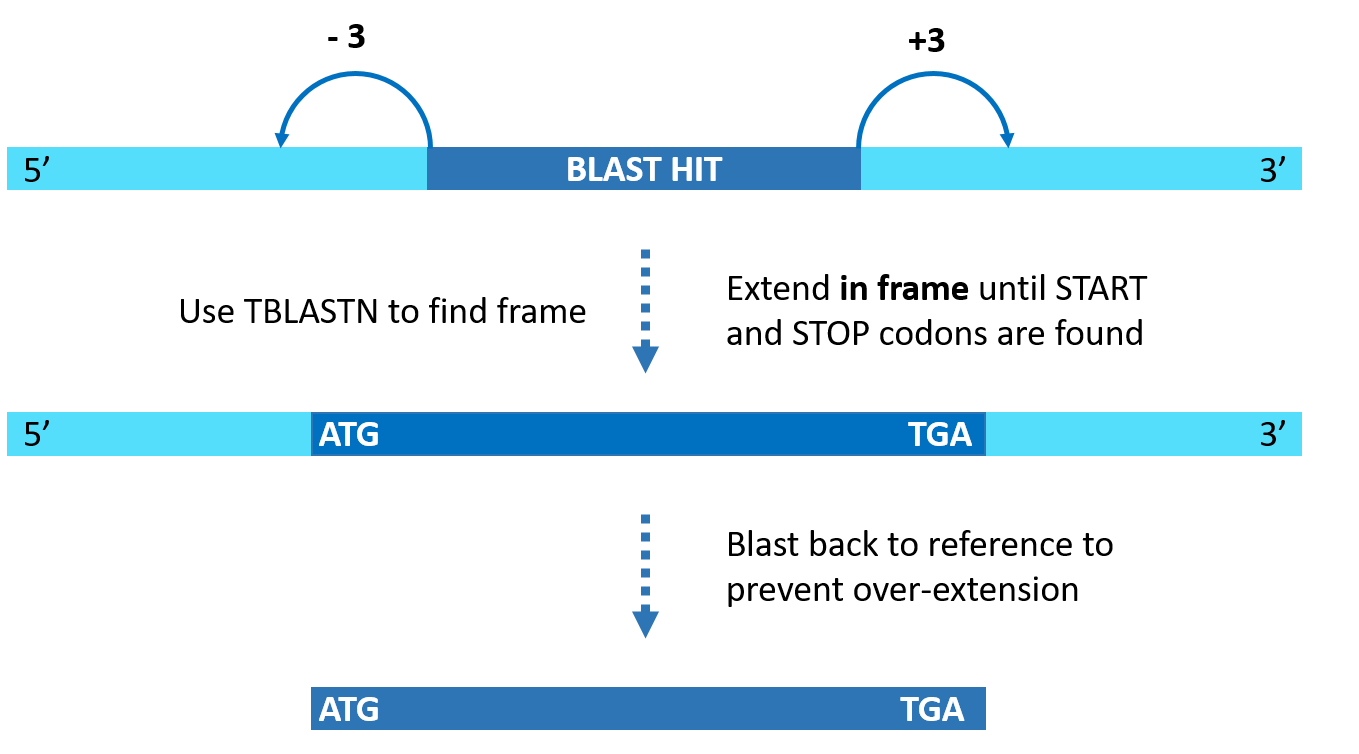 - 3
+3
5’
BLAST HIT
3’
Use TBLASTN to find frame
Extend in frame until START
and STOP codons are found
5’
ATG
TGA
3’
Blast back to reference to
prevent over-extension
ATG
TGA